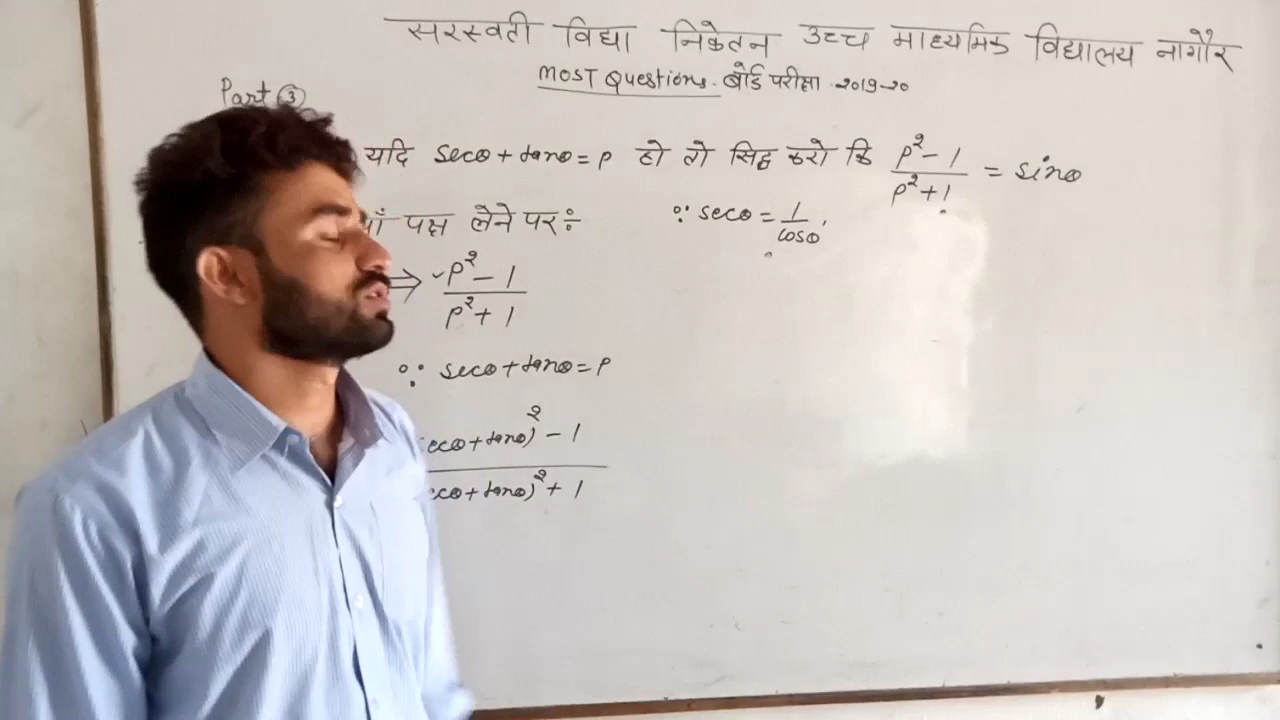 सरस्वती विद्या निकेतन उच्च माध्यमिक विद्यालय नागौर
MOST Questions. बोर्ड परीक्षा 2019-20
Part ③
यदि secθ + tanθ = P हो तो सिद्ध करो कि (P² - 1)/(P² + 1) = sinθ
पक्ष लेने पर ः ∵ secθ = 1/cosθ
⇒ (P² - 1)/(P² + 1)
∵ secθ + tanθ = P
ecθ + tanθ)² - 1
cθ + tanθ)² + 1